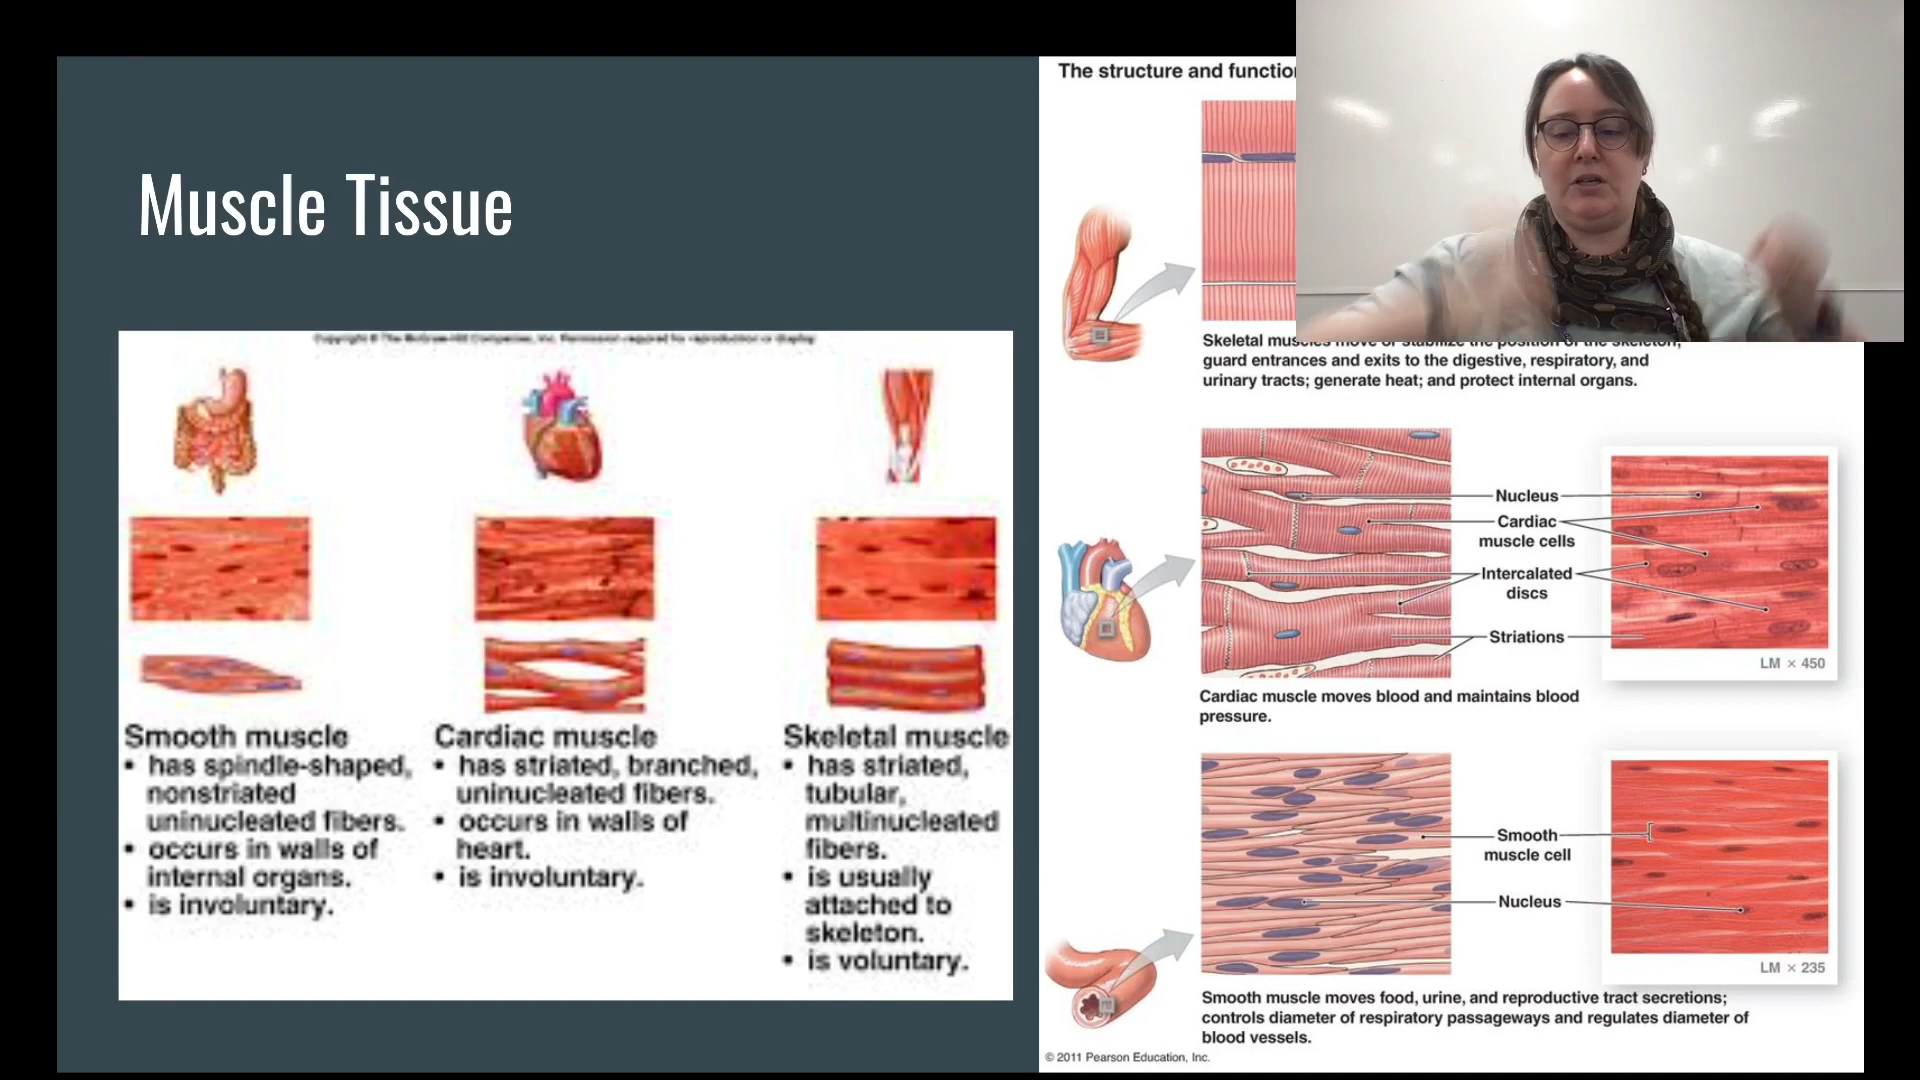 Muscle Tissue
Copyright © The McGraw-Hill Companies, Inc. Permission required for reproduction or display
Smooth muscle
• has spindle-shaped,
nonstriated
uninucleated fibers.
• occurs in walls of
internal organs.
• is involuntary.
Cardiac muscle
• has striated, branched,
uninucleated fibers.
• occurs in walls of
heart.
• is involuntary.
Skeletal muscle
• has striated,
tubular,
multinucleated
fibers.
• is usually
attached to
skeleton.
• is voluntary.
The structure and
Skeletal muscles move or stabilize the position of the skeleton;
guard entrances and exits to the digestive, respiratory, and
urinary tracts; generate heat; and protect internal organs.
Nucleus
Cardiac
muscle cells
Intercalated
discs
Striations
LM × 450
Cardiac muscle moves blood and maintains blood
pressure.
Smooth
muscle cell
Nucleus
LM × 235
Smooth muscle moves food, urine, and reproductive tract secretions;
controls diameter of respiratory passageways and regulates diameter of
blood vessels.
© 2011 Pearson Education, Inc.